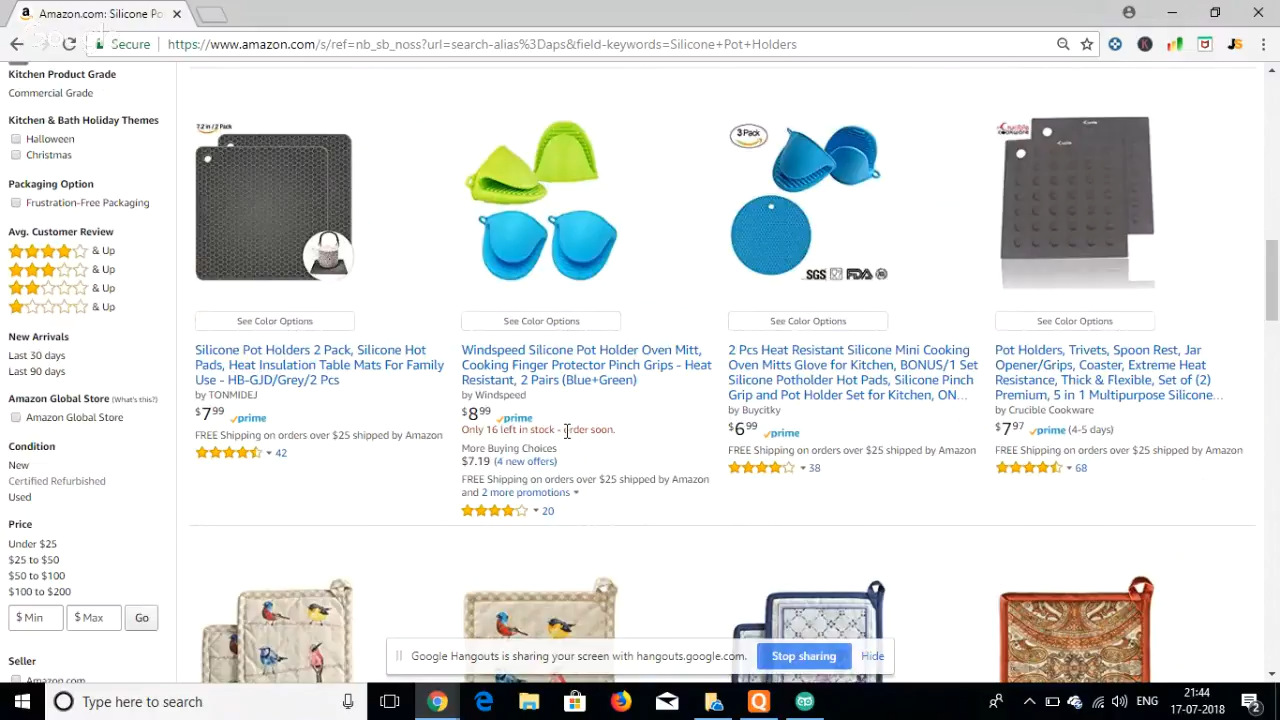 Amazon.com: Silicone Po
Secure
https://www.amazon.com/s/ref=nb_sb_noss?url=search-alias%3Daps&field-keywords=Silicone+Pot+Holders
Kitchen Product Grade
Commercial Grade
Kitchen & Bath Holiday Themes
Halloween
Christmas
Packaging Option
Frustration-Free Packaging
Avg. Customer Review
& Up
& Up
& Up
& Up
New Arrivals
Last 30 days
Last 90 days
Amazon Global Store (What's this?)
Amazon Global Store
Condition
New
Certified Refurbished
Used
Price
Under $25
$25 to $50
$50 to $100
$100 to $200
$ Min $ Max Go
Seller
Amazon.com
7.2 in / 2 Pack
See Color Options
Silicone Pot Holders 2 Pack, Silicone Hot
Pads, Heat Insulation Table Mats For Family
Use - HB-GJD/Grey/2 Pcs
by TONMIDEJ
$7 99 prime
FREE Shipping on orders over $25 shipped by Amazon
42
See Color Options
Windspeed Silicone Pot Holder Oven Mitt,
Cooking Finger Protector Pinch Grips - Heat
Resistant, 2 Pairs (Blue+Green)
by Windspeed
$8 99 prime
Only 16 left in stock - order soon.
More Buying Choices
$7.19 (4 new offers)
FREE Shipping on orders over $25 shipped by Amazon
and 2 more promotions
20
3 Pack
SGS FDA
See Color Options
2 Pcs Heat Resistant Silicone Mini Cooking
Oven Mitts Glove for Kitchen, BONUS/1 Set
Silicone Potholder Hot Pads, Silicone Pinch
Grip and Pot Holder Set for Kitchen, ON...
by Buycitky
$6 99 prime
FREE Shipping on orders over $25 shipped by Amazon
38
Crucible
COOKWARE
See Color Options
Pot Holders, Trivets, Spoon Rest, Jar
Opener/Grips, Coaster, Extreme Heat
Resistance, Thick & Flexible, Set of (2)
Premium, 5 in 1 Multipurpose Silicone...
by Crucible Cookware
$7 97 prime (4-5 days)
FREE Shipping on orders over $25 shipped by Amazon
68
Google Hangouts is sharing your screen with hangouts.google.com.
Stop sharing
Hide
Type here to search
ENG
21:44
17-07-2018
2